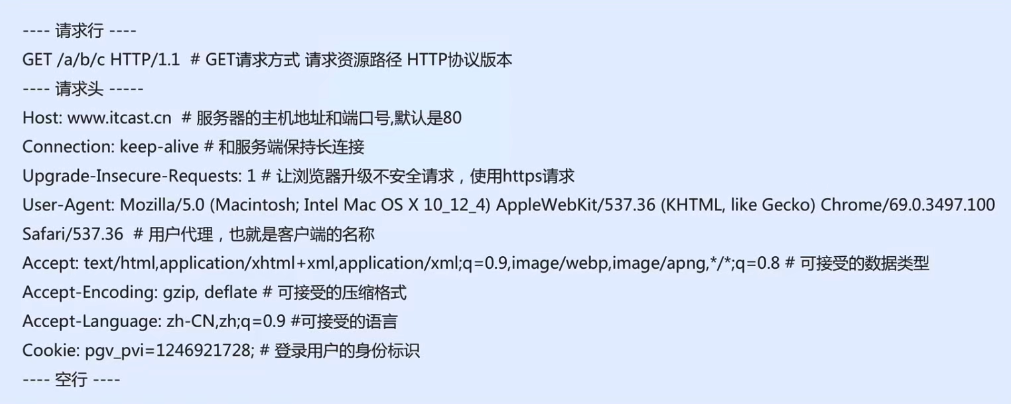 ---- 请求行 ----
GET /a/b/c HTTP/1.1  # GET请求方式 请求资源路径 HTTP协议版本
---- 请求头 -----
Host: www.itcast.cn  # 服务器的主机地址和端口号,默认是80
Connection: keep-alive # 和服务端保持长连接
Upgrade-Insecure-Requests: 1 # 让浏览器升级不安全请求，使用https请求
User-Agent: Mozilla/5.0 (Macintosh; Intel Mac OS X 10_12_4) AppleWebKit/537.36 (KHTML, like Gecko) Chrome/69.0.3497.100
Safari/537.36  # 用户代理，也就是客户端的名称
Accept: text/html,application/xhtml+xml,application/xml;q=0.9,image/webp,image/apng,*/*;q=0.8 # 可接受的数据类型
Accept-Encoding: gzip, deflate # 可接受的压缩格式
Accept-Language: zh-CN,zh;q=0.9 #可接受的语言
Cookie: pgv_pvi=1246921728; # 登录用户的身份标识
---- 空行 ----